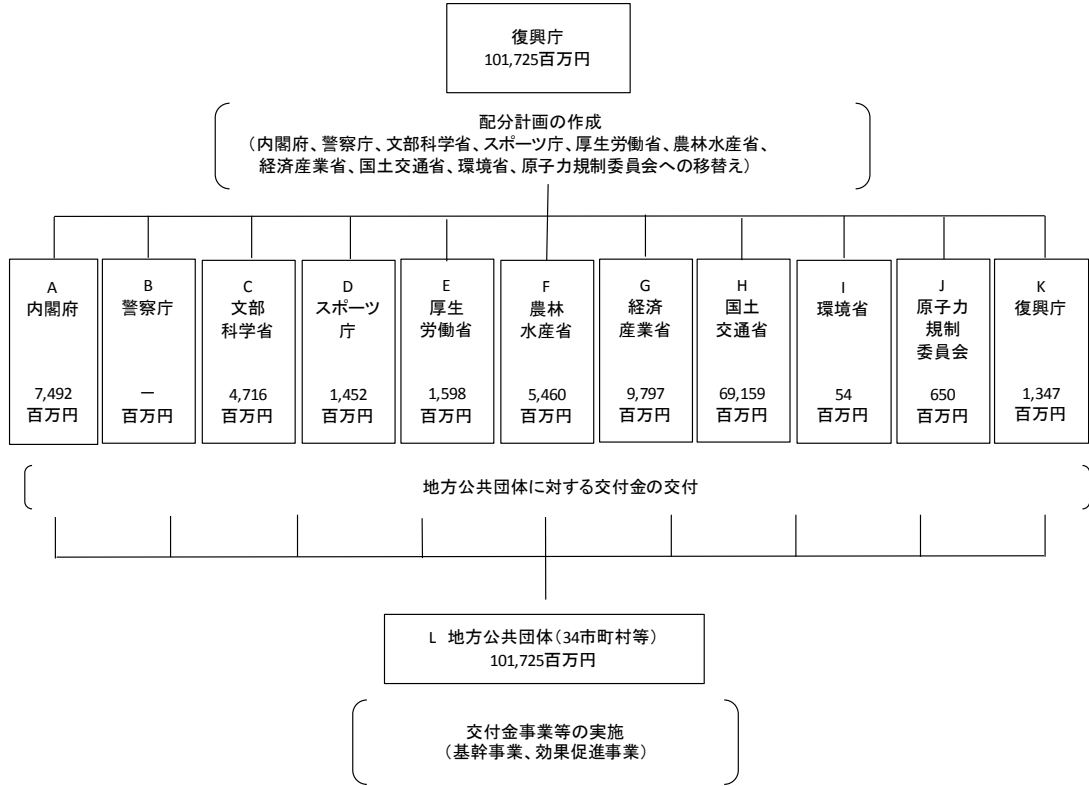 復興庁
101,725百万円
配分計画の作成
(内閣府、警察庁、文部科学省、スポーツ庁、厚生労働省、農林水産省、
経済産業省、国土交通省、環境省、原子力規制委員会への移替え)
A
内閣府
7,492
百万円
B
警察庁
―
百万円
C
文部
科学省
4,716
百万円
D
スポーツ
庁
1,452
百万円
E
厚生
労働省
1,598
百万円
F
農林
水産省
5,460
百万円
G
経済
産業省
9,797
百万円
H
国土
交通省
69,159
百万円
I
環境省
54
百万円
J
原子力
規制
委員会
650
百万円
K
復興庁
1,347
百万円
地方公共団体に対する交付金の交付
L 地方公共団体(34市町村等)
101,725百万円
交付金事業等の実施
(基幹事業、効果促進事業)